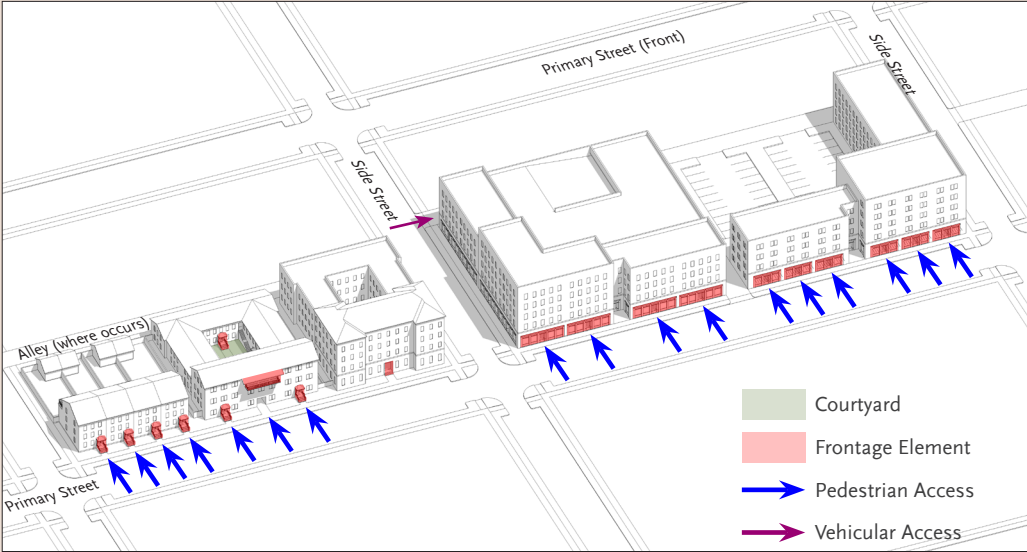 Primary Street (Front)
Side Street
Side Street
Alley (where occurs)
Primary Street
Courtyard
Frontage Element
Pedestrian Access
Vehicular Access